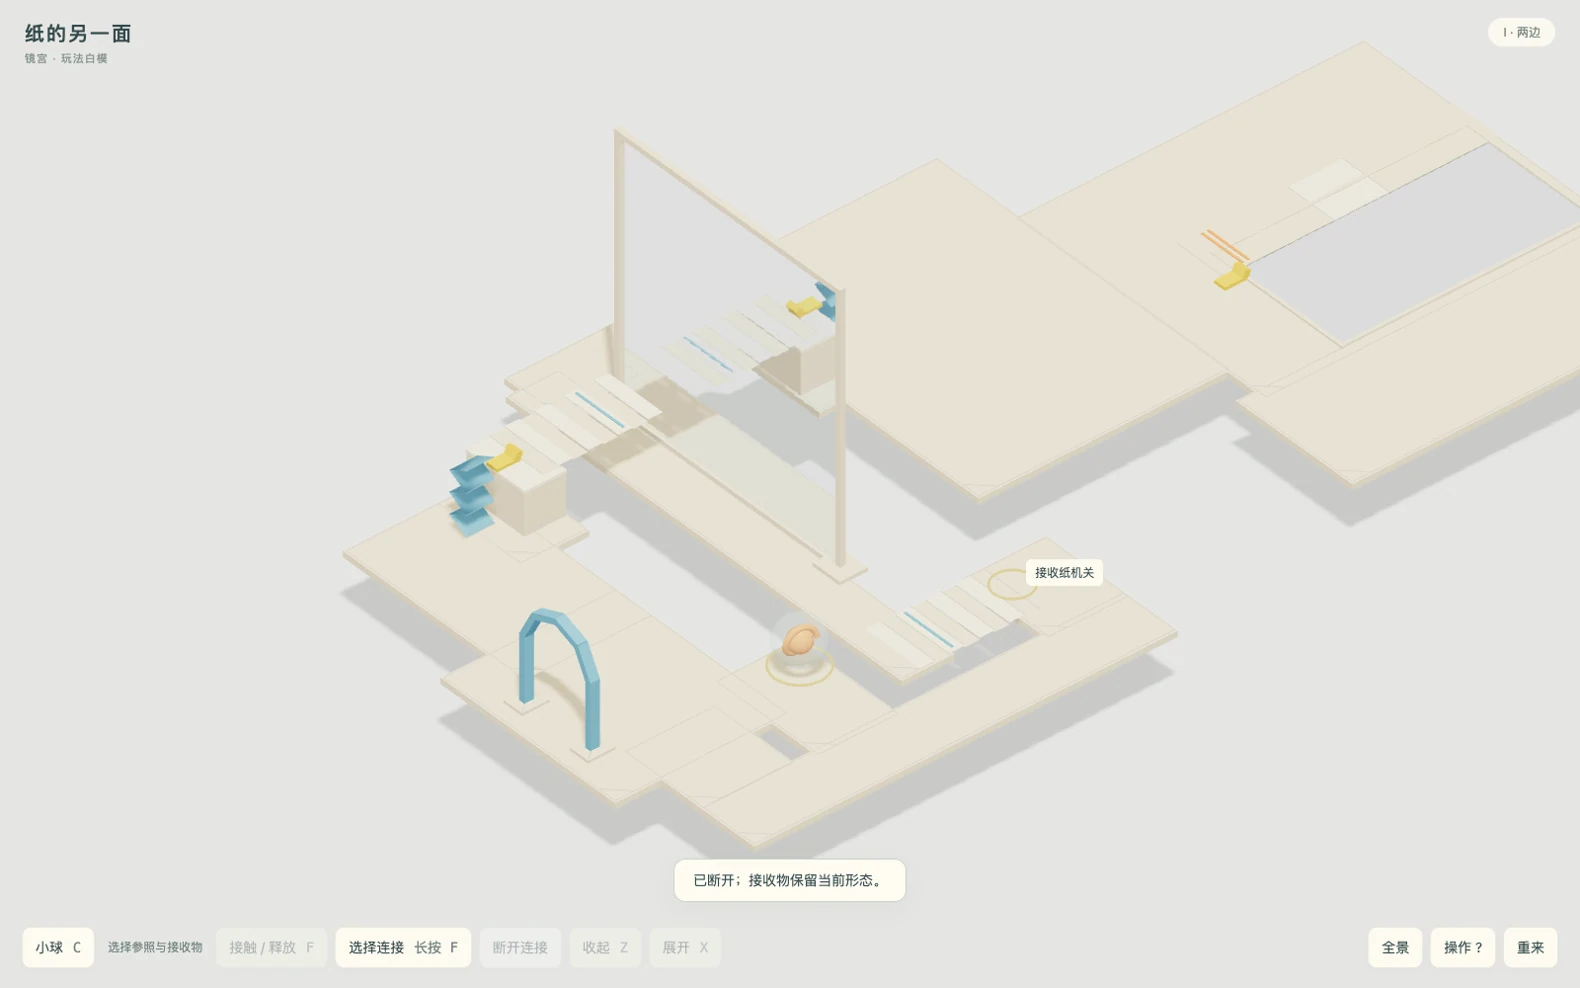 纸的另一面
镜宫 · 玩法白模
I · 两边
接收纸机关
已断开；接收物保留当前形态。
小球 C
选择参照与接收物
接触 / 释放 F
选择连接 长按 F
断开连接
收起 Z
展开 X
全景
操作 ?
重来